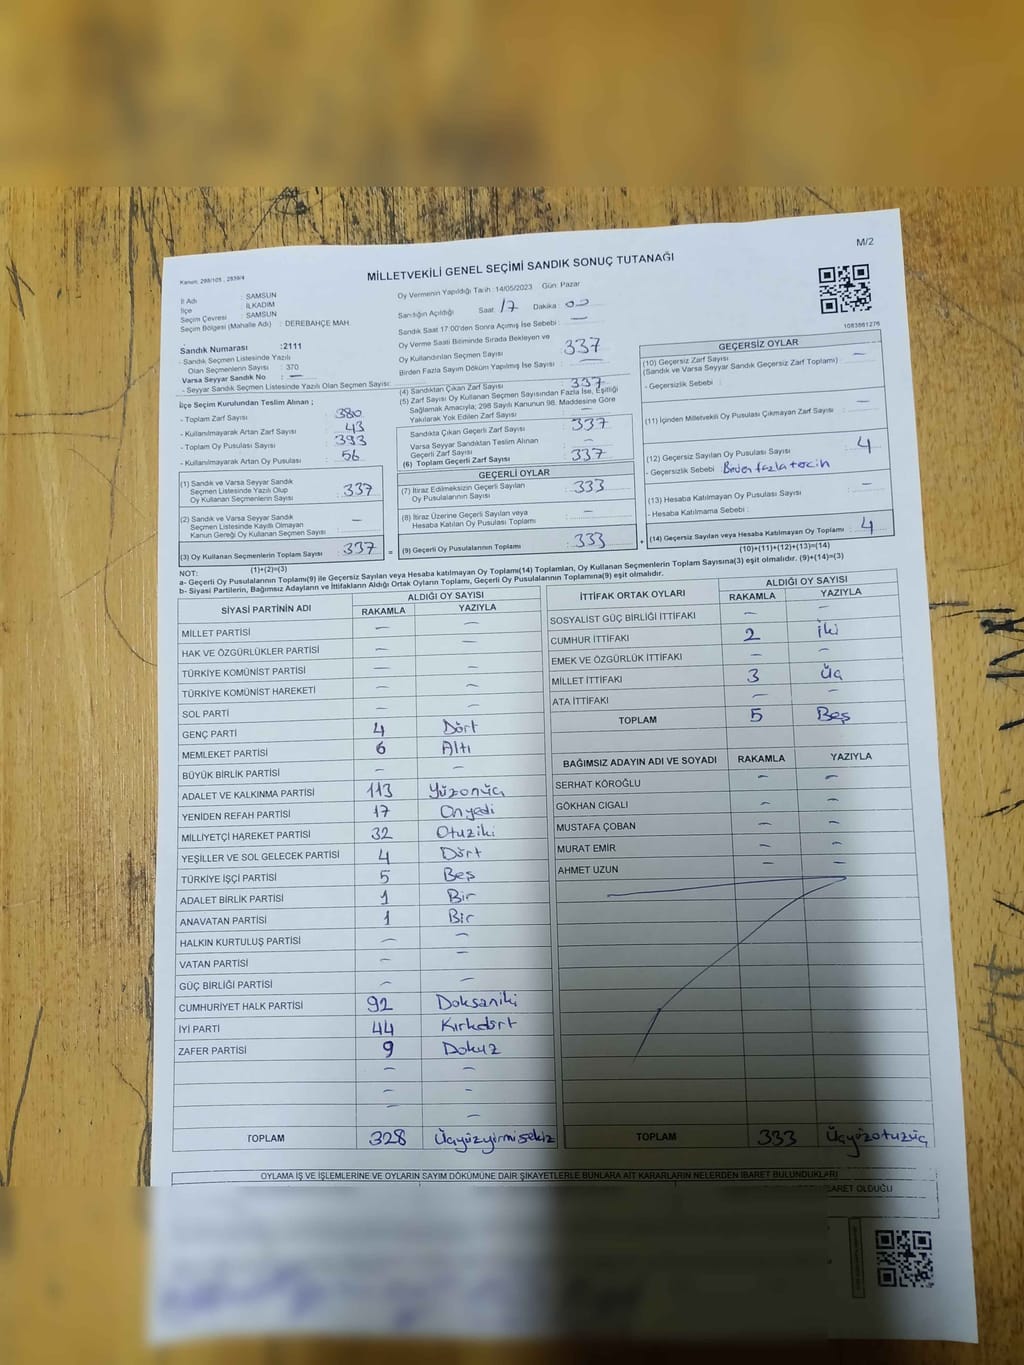 M/2
Kanun: 298/105 , 2839/4
MİLLETVEKİLİ GENEL SEÇİMİ SANDIK SONUÇ TUTANAĞI
İl Adı : SAMSUN
İlçe : İLKADIM
Seçim Çevresi : SAMSUN
Seçim Bölgesi (Mahalle Adı) : DEREBAHÇE MAH.
Sandık Numarası :2111
- Sandık Seçmen Listesinde Yazılı
Olan Seçmenlerin Sayısı : 370
Varsa Seyyar Sandık No : —
- Seyyar Sandık Seçmen Listesinde Yazılı Olan Seçmen Sayısı:
Oy Vermenin Yapıldığı Tarih : 14/05/2023 Gün: Pazar
Sandığın Açıldığı Saat: 17 Dakika: 00
Sandık Saat 17:00'den Sonra Açılmış İse Sebebi : —
Oy Verme Saati Bitiminde Sırada Bekleyen ve
Oy Kullandırılan Seçmen Sayısı 337
Birden Fazla Sayım Döküm Yapılmış İse Sayısı : —
1083861276
İlçe Seçim Kurulundan Teslim Alınan ;
- Toplam Zarf Sayısı : 380
- Kullanılmayarak Artan Zarf Sayısı : 43
- Toplam Oy Pusulası Sayısı : 393
- Kullanılmayarak Artan Oy Pusulası : 56
(1) Sandık ve Varsa Seyyar Sandık
Seçmen Listesinde Yazılı Olup
Oy Kullanan Seçmenlerin Sayısı : 337
(2) Sandık ve Varsa Seyyar Sandık
Seçmen Listesinde Kayıtlı Olmayan
Kanun Gereği Oy Kullanan Seçmen Sayısı : —
(3) Oy Kullanan Seçmenlerin Toplam Sayısı : 337
(1)+(2)=(3)
(4) Sandıktan Çıkan Zarf Sayısı : 337
(5) Zarf Sayısı Oy Kullanan Seçmen Sayısından Fazla İse, Eşitliği
Sağlamak Amacıyla, 298 Sayılı Kanunun 98. Maddesine Göre
Yakılarak Yok Edilen Zarf Sayısı : —
Sandıkta Çıkan Geçerli Zarf Sayısı : 337
Varsa Seyyar Sandıktan Teslim Alınan
Geçerli Zarf Sayısı : —
(6) Toplam Geçerli Zarf Sayısı : 337
GEÇERLİ OYLAR
(7) İtiraz Edilmeksizin Geçerli Sayılan
Oy Pusulalarının Sayısı : 333
(8) İtiraz Üzerine Geçerli Sayılan veya
Hesaba Katılan Oy Pusulası Toplamı : —
= (9) Geçerli Oy Pusulalarının Toplamı : 333
GEÇERSİZ OYLAR
(10) Geçersiz Zarf Sayısı : —
(Sandık ve Varsa Seyyar Sandık Geçersiz Zarf Toplamı)
- Geçersizlik Sebebi :
(11) İçinden Milletvekili Oy Pusulası Çıkmayan Zarf Sayısı : —
(12) Geçersiz Sayılan Oy Pusulası Sayısı : 4
- Geçersizlik Sebebi : Birden fazla tercih
(13) Hesaba Katılmayan Oy Pusulası Sayısı : —
- Hesaba Katılmama Sebebi :
+ (14) Geçersiz Sayılan veya Hesaba Katılmayan Oy Toplamı : 4
(10)+(11)+(12)+(13)=(14)
NOT:
a- Geçerli Oy Pusulalarının Toplamı(9) ile Geçersiz Sayılan veya Hesaba Katılmayan Oy Toplamı(14) Toplamları, Oy Kullanan Seçmenlerin Toplam Sayısına(3) eşit olmalıdır. (9)+(14)=(3)
b- Siyasi Partilerin, Bağımsız Adayların ve İttifakların Aldığı Ortak Oyların Toplamı, Geçerli Oy Pusulalarının Toplamına(9) eşit olmalıdır.
SİYASİ PARTİNİN ADI ALDIĞI OY SAYISI
RAKAMLA YAZIYLA
MİLLET PARTİSİ — —
HAK VE ÖZGÜRLÜKLER PARTİSİ — —
TÜRKİYE KOMÜNİST PARTİSİ — —
TÜRKİYE KOMÜNİST HAREKETİ — —
SOL PARTİ — —
GENÇ PARTİ 4 Dört
MEMLEKET PARTİSİ 6 Altı
BÜYÜK BİRLİK PARTİSİ — —
ADALET VE KALKINMA PARTİSİ 113 Yüzonüç
YENİDEN REFAH PARTİSİ 17 Onyedi
MİLLİYETÇİ HAREKET PARTİSİ 32 Otuziki
YEŞİLLER VE SOL GELECEK PARTİSİ 4 Dört
TÜRKİYE İŞÇİ PARTİSİ 5 Beş
ADALET BİRLİK PARTİSİ 1 Bir
ANAVATAN PARTİSİ 1 Bir
HALKIN KURTULUŞ PARTİSİ — —
VATAN PARTİSİ — —
GÜÇ BİRLİĞİ PARTİSİ — —
CUMHURİYET HALK PARTİSİ 92 Doksaniki
İYİ PARTİ 44 Kırkdört
ZAFER PARTİSİ 9 Dokuz
— —
— —
— —
TOPLAM 328 Üçyüzyirmisekiz
İTTİFAK ORTAK OYLARI ALDIĞI OY SAYISI
RAKAMLA YAZIYLA
SOSYALİST GÜÇ BİRLİĞİ İTTİFAKI — —
CUMHUR İTTİFAKI 2 İki
EMEK VE ÖZGÜRLÜK İTTİFAKI — —
MİLLET İTTİFAKI 3 Üç
ATA İTTİFAKI — —
TOPLAM 5 Beş
BAĞIMSIZ ADAYIN ADI VE SOYADI RAKAMLA YAZIYLA
SERHAT KÖROĞLU — —
GÖKHAN CIGALI — —
MUSTAFA ÇOBAN — —
MURAT EMİR — —
AHMET UZUN — —
TOPLAM 333 Üçyüzotuzüç
OYLAMA İŞ VE İŞLEMLERİNE VE OYLARIN SAYIM DÖKÜMÜNE DAİR ŞİKAYETLERLE BUNLARA AİT KARARLARIN NELERDEN İBARET BULUNDUKLARI
OLDUĞU